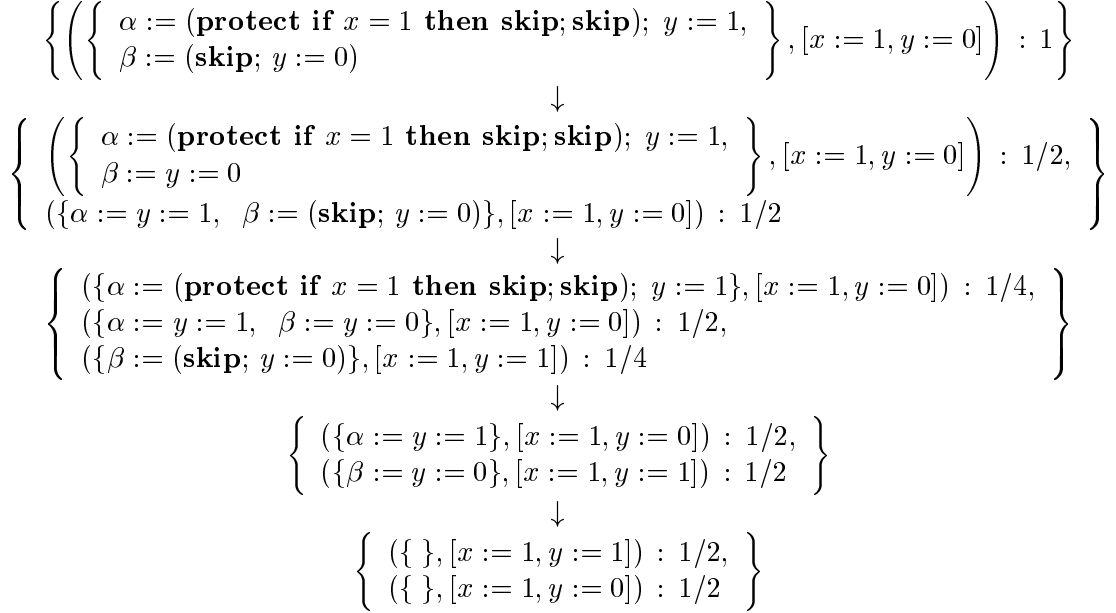 {({ α := (protect if x = 1 then skip; skip); y := 1,
β := (skip; y := 0) }, [x := 1, y := 0]) : 1}
↓
{ ({ α := (protect if x = 1 then skip; skip); y := 1,
β := y := 0 }, [x := 1, y := 0]) : 1/2,
({α := y := 1, β := (skip; y := 0)}, [x := 1, y := 0]) : 1/2 }
↓
{ ({α := (protect if x = 1 then skip; skip); y := 1}, [x := 1, y := 0]) : 1/4,
({α := y := 1, β := y := 0}, [x := 1, y := 0]) : 1/2,
({β := (skip; y := 0)}, [x := 1, y := 1]) : 1/4 }
↓
{ ({α := y := 1}, [x := 1, y := 0]) : 1/2,
({β := y := 0}, [x := 1, y := 1]) : 1/2 }
↓
{ ({ }, [x := 1, y := 1]) : 1/2,
({ }, [x := 1, y := 0]) : 1/2 }